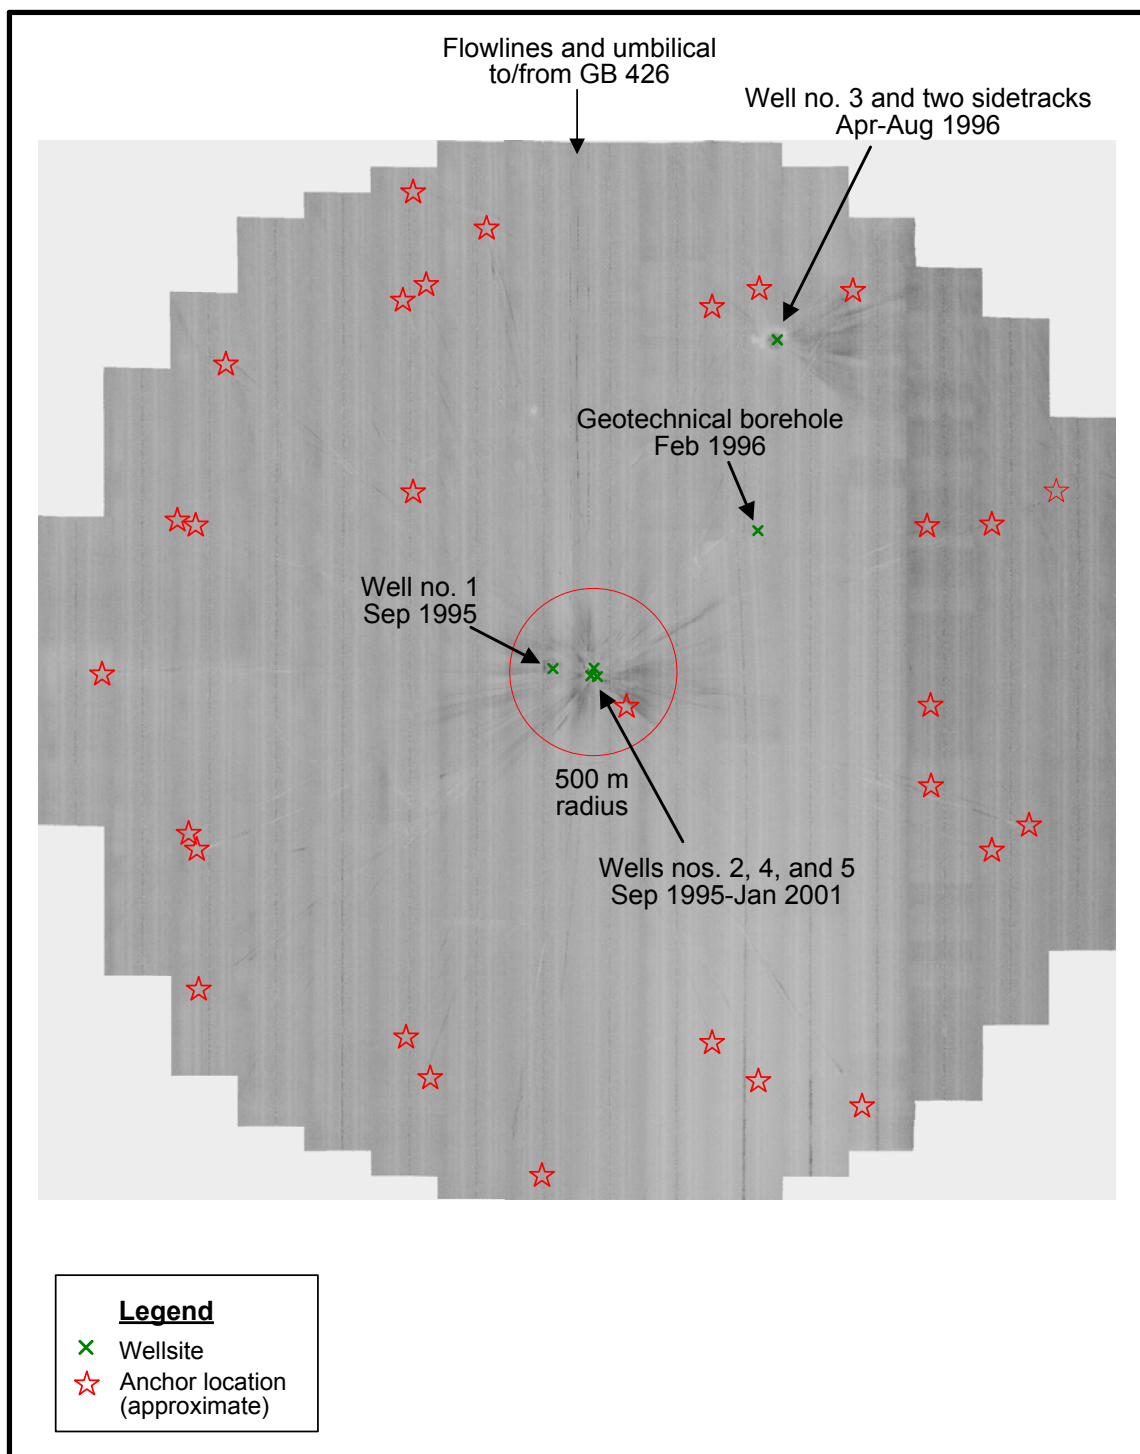 Flowlines and umbilical
to/from GB 426
Well no. 3 and two sidetracks
Apr-Aug 1996
Geotechnical borehole
Feb 1996
Well no. 1
Sep 1995
500 m
radius
Wells nos. 2, 4, and 5
Sep 1995-Jan 2001
Legend
Wellsite
Anchor location
(approximate)